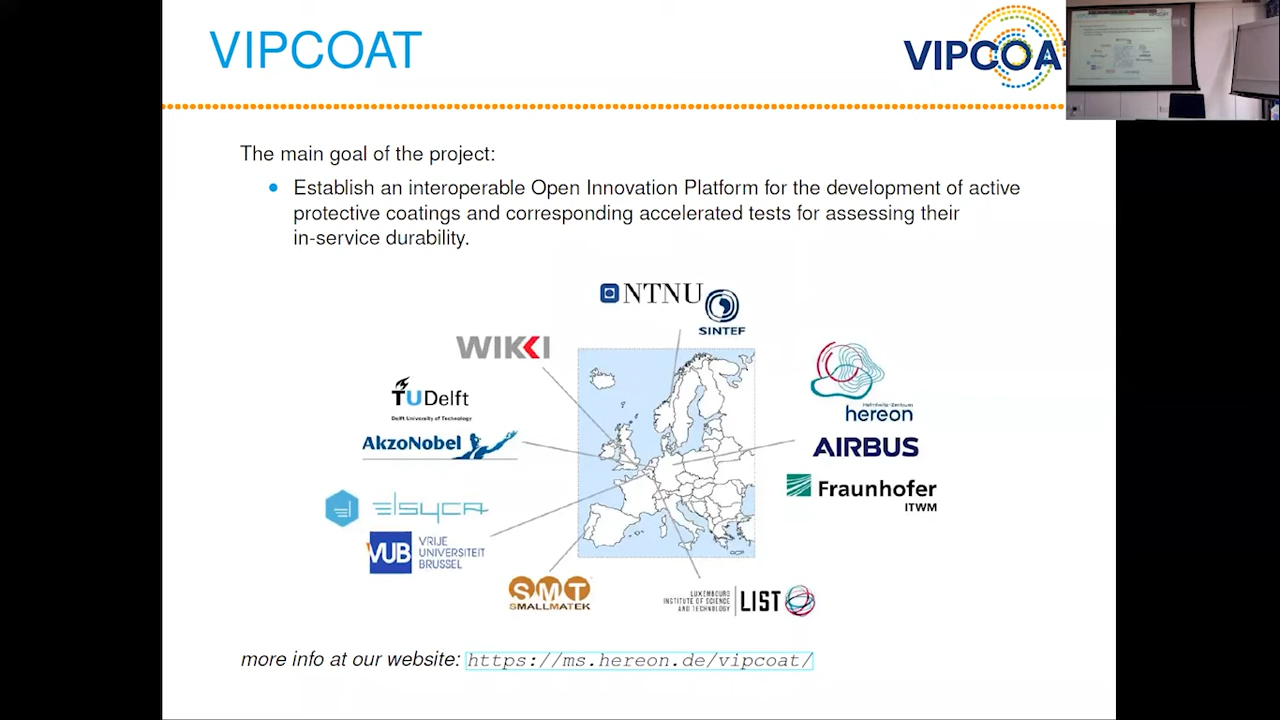 VIPCOAT
VIPCOA
The main goal of the project:
Establish an interoperable Open Innovation Platform for the development of active
protective coatings and corresponding accelerated tests for assessing their
in-service durability.
NTNU
SINTEF
WIKKI
TUDelft
Delft University of Technology
AkzoNobel
elsyca
VUB
VRIJE
UNIVERSITEIT
BRUSSEL
SMT
SMALLMATEK
LUXEMBOURG
INSTITUTE OF SCIENCE
AND TECHNOLOGY
LIST
Helmholtz-Zentrum
hereon
AIRBUS
Fraunhofer
ITWM
more info at our website: https://ms.hereon.de/vipcoat/